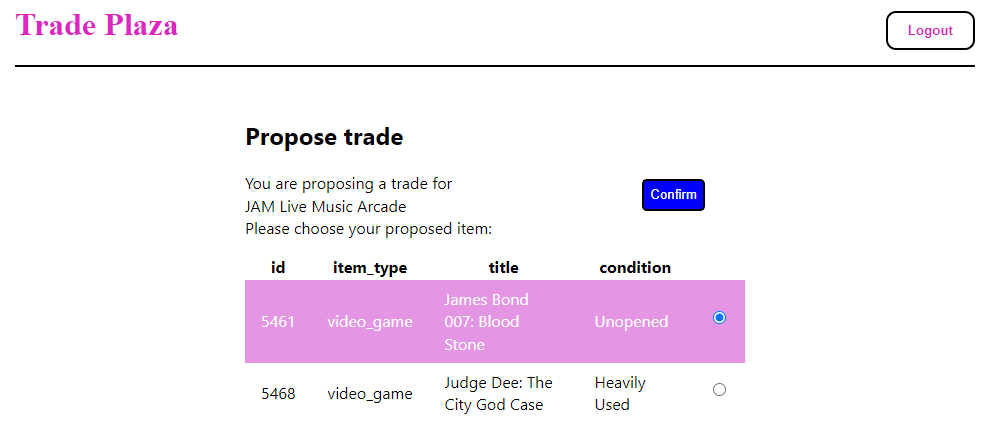 Trade Plaza
Logout
Propose trade
You are proposing a trade for
Confirm
JAM Live Music Arcade
Please choose your proposed item:
id item_type title condition
5461 video_game James Bond 007: Blood Stone Unopened
5468 video_game Judge Dee: The City God Case Heavily Used